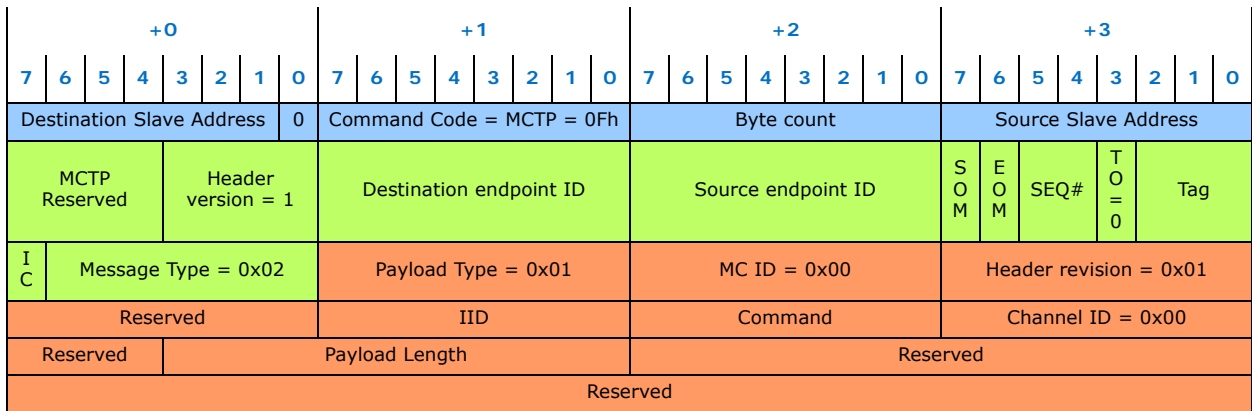 +0 +1 +2 +3
7 6 5 4 3 2 1 0 7 6 5 4 3 2 1 0 7 6 5 4 3 2 1 0 7 6 5 4 3 2 1 0
Destination Slave Address 0 Command Code = MCTP = 0Fh Byte count Source Slave Address
MCTP
Reserved
Header
version = 1
Destination endpoint ID
Source endpoint ID
S
O
M
E
O
M
SEQ#
T
O
=
0
Tag
I
C
Message Type = 0x02
Payload Type = 0x01
MC ID = 0x00
Header revision = 0x01
Reserved IID Command Channel ID = 0x00
Reserved Payload Length Reserved
Reserved